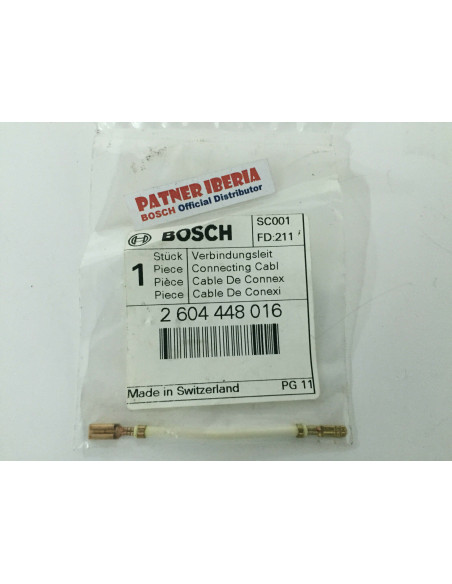 PATNER IBERIA
BOSCH Official Distributor
BOSCH
SC001
FD:211
1
Stück Verbindungsleit
Piece Connecting Cabl
Pièce Cable De Connex
Piece Cable De Conexi
2 604 448 016
Made in Switzerland PG 11